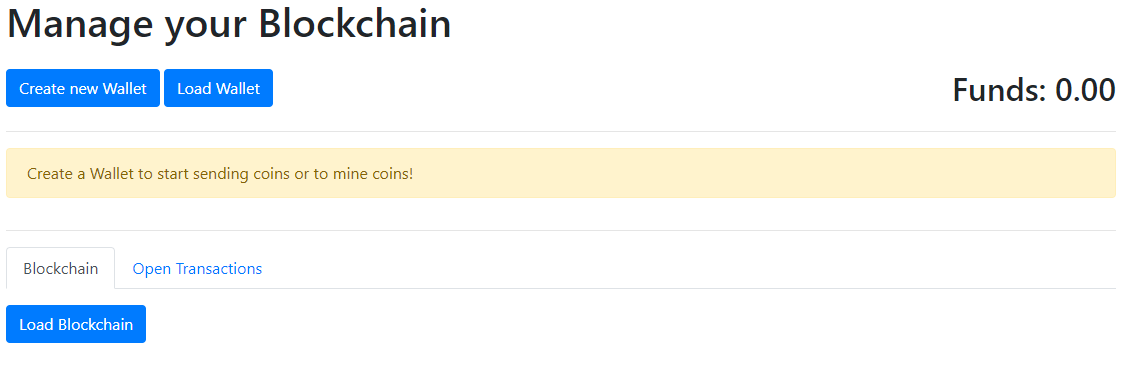 Manage your Blockchain
Create new Wallet Load Wallet Funds: 0.00
Create a Wallet to start sending coins or to mine coins!
Blockchain Open Transactions
Load Blockchain